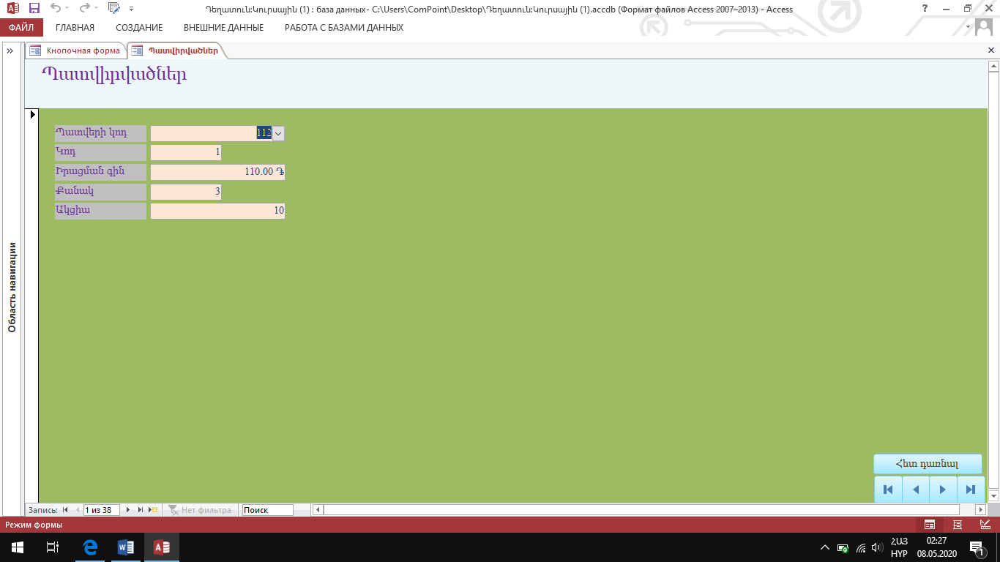 Դեղատուն:Կուրսային (1) : база данных- C:\Users\ComPoint\Desktop\Դեղատուն:Կուրսային (1).accdb (Формат файлов Access 2007–2013) - Access
ФАЙЛ ГЛАВНАЯ СОЗДАНИЕ ВНЕШНИЕ ДАННЫЕ РАБОТА С БАЗАМИ ДАННЫХ
Кнопочная форма Պատվիրվածներ
Պատվիրվածներ
Պատվերի կոդ 112
Կոդ 1
Իրացման գին 110.00 ֏
Քանակ 3
Ակցիա 10
Область навигации
Հետ դառնալ
Запись: 1 из 38 Нет фильтра Поиск
Режим формы
ՀԱՅ 02:27
HYP 08.05.2020 1